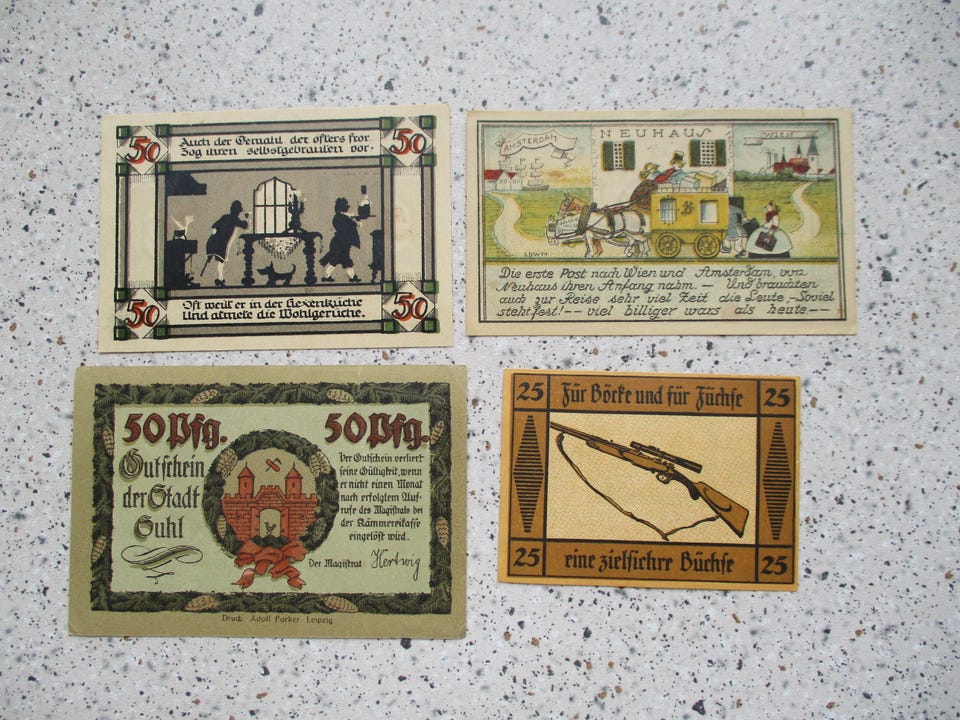 50
Auch der Gemahl der öfters fror
50
Zog ihren selbstgebrauten vor.
50
Oft weilt er in der Hexenküche
50
Und atmete die Wohlgerüche.
AMSTERDAM
NEUHAUS
WIEN
LDWM
Die erste Post nach Wien und Amsterdam, von
Neuhaus ihren Anfang nahm. — Und brauchten
auch zur Reise sehr viel Zeit die Leute,-Soviel
steht fest!-- viel billiger wars als heute--
50 Pfg.
50 Pfg.
Gutschein
der Stadt
Suhl
Der Gutschein verliert
seine Gültigkeit, wenn
er nicht einen Monat
nach erfolgtem Auf-
rufe des Magistrats bei
der Kämmereikasse
eingelöst wird.
Der Magistrat Hertwig
Druck Adolf Forker Leipzig
25
Für Böcke und für Füchse
25
25
eine zielsichre Büchse
25